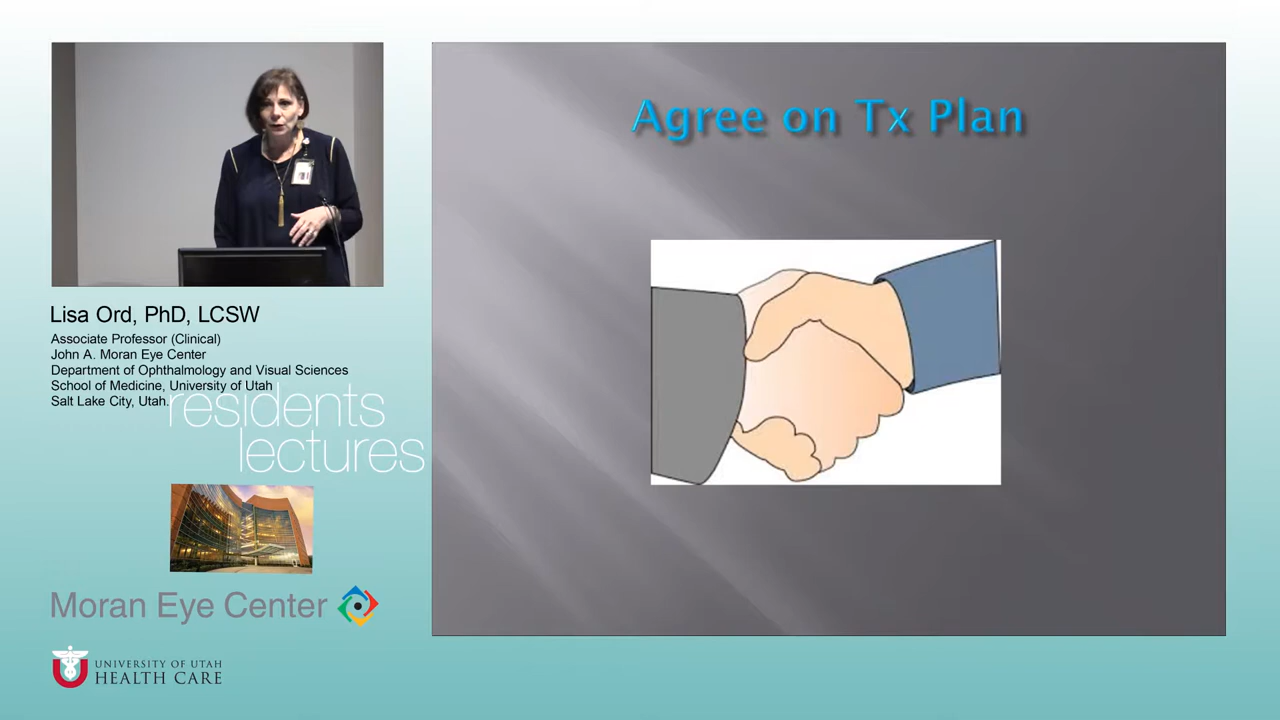 Agree on Tx Plan
Lisa Ord, PhD, LCSW
Associate Professor (Clinical)
John A. Moran Eye Center
Department of Ophthalmology and Visual Sciences
School of Medicine, University of Utah
Salt Lake City, Utah.
residents
lectures
Moran Eye Center
UNIVERSITY OF UTAH
HEALTH CARE